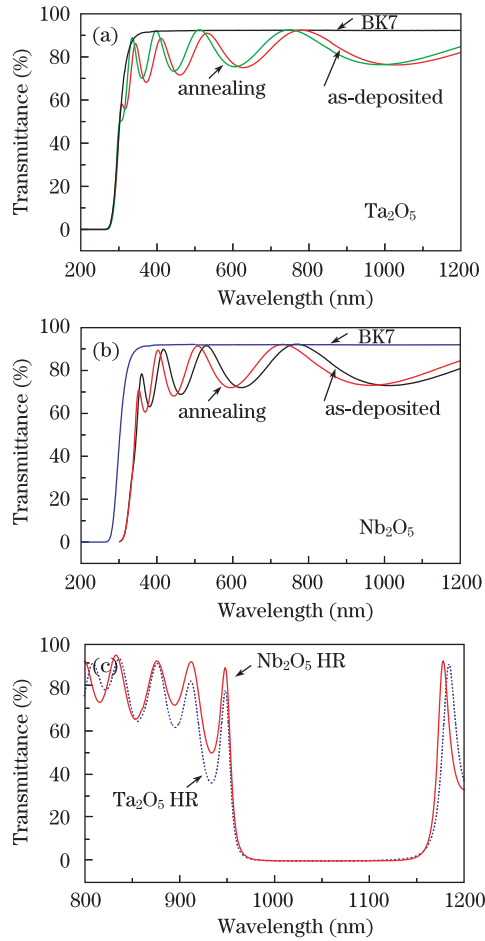 100
(a)
BK7
80
annealing
as-deposited
60
40
20
Ta₂O₅
0
200 400 600 800 1000 1200
Transmittance (%)
Wavelength (nm)
100
(b)
BK7
80
annealing
as-deposited
60
40
20
Nb₂O₅
0
200 400 600 800 1000 1200
Transmittance (%)
Wavelength (nm)
100
(c)
Nb₂O₅ HR
80
60
40
Ta₂O₅ HR
20
0
800 900 1000 1100 1200
Transmittance (%)
Wavelength (nm)